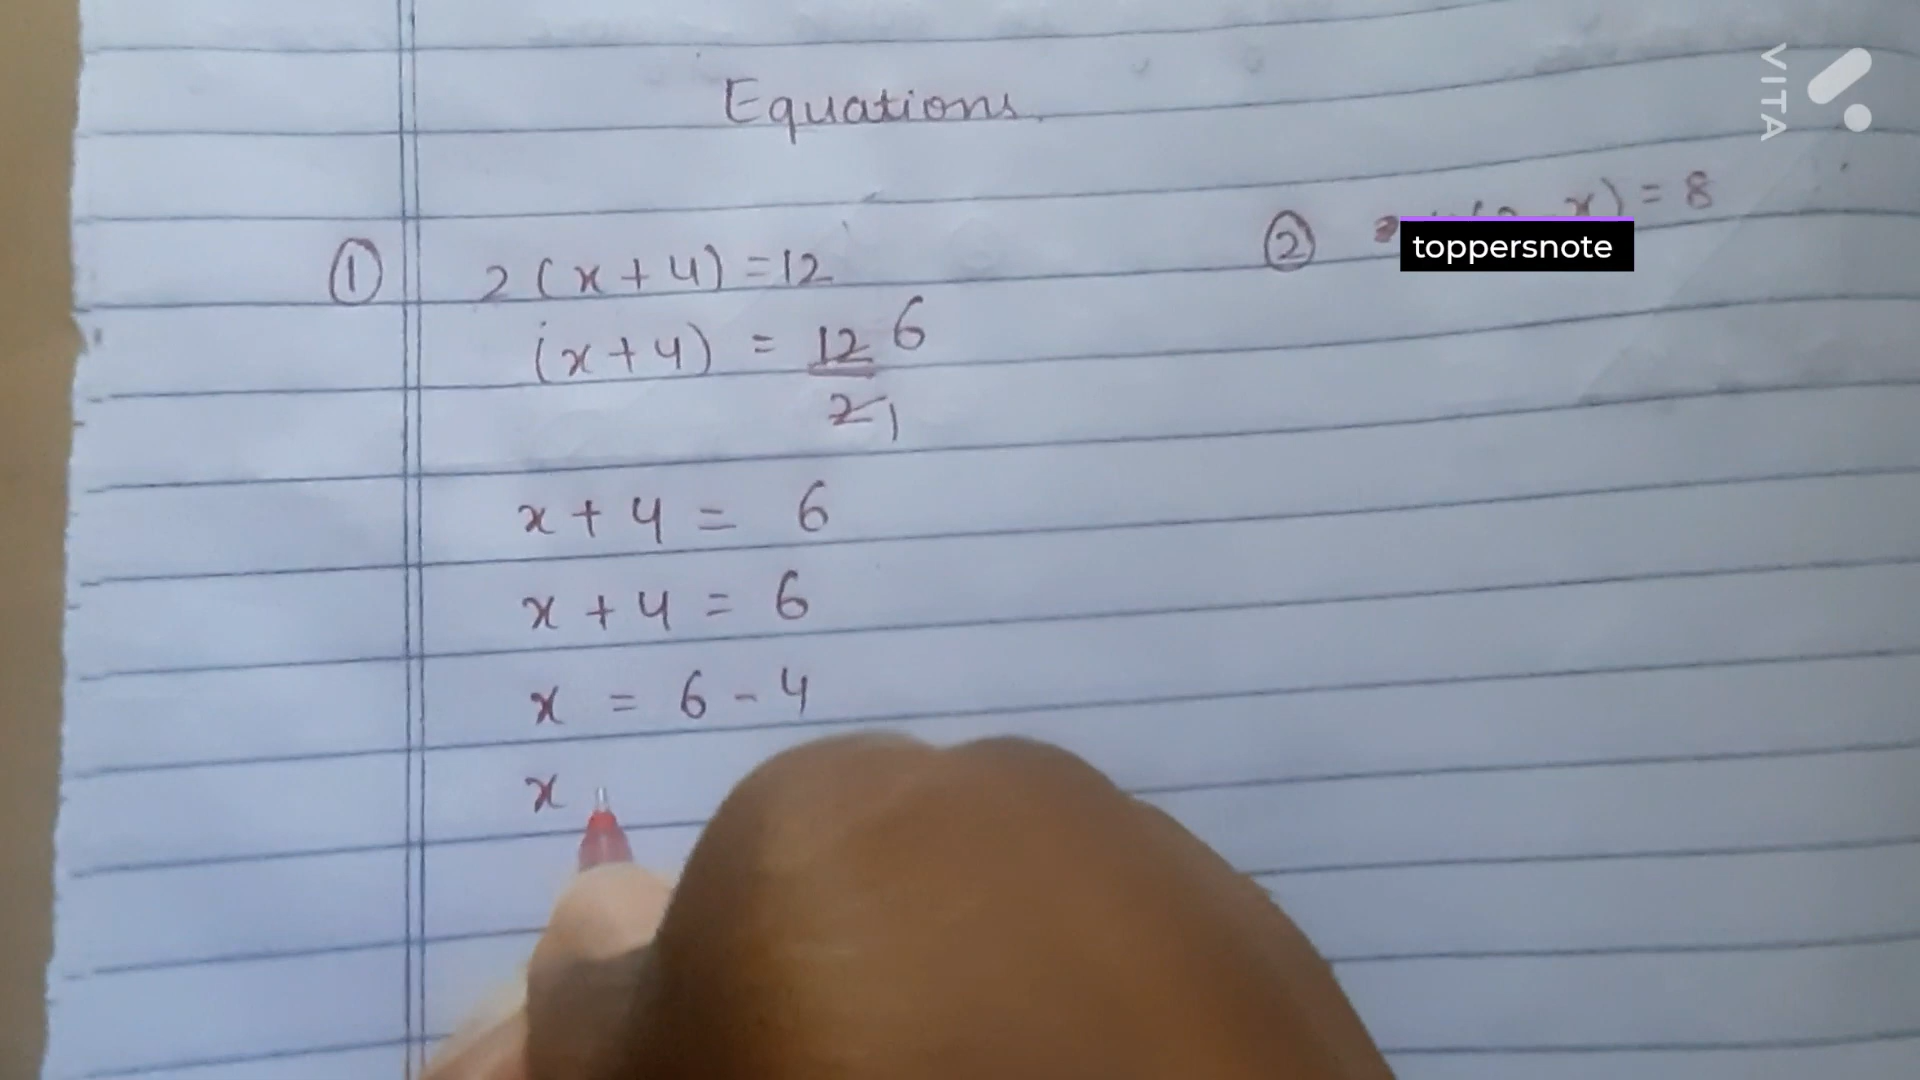 Equations.
① 2(x+4)=12
(x+4) = 12/2 6 1
x+4 = 6
x+4 = 6
x = 6-4
x
② x) = 8
toppersnote
VITA